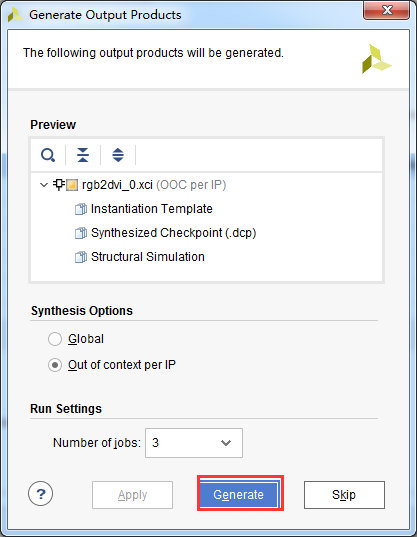 Generate Output Products
The following output products will be generated.
Preview
rgb2dvi_0.xci (OOC per IP)
Instantiation Template
Synthesized Checkpoint (.dcp)
Structural Simulation
Synthesis Options
Global
Out of context per IP
Run Settings
Number of jobs: 3
? Apply Generate Skip